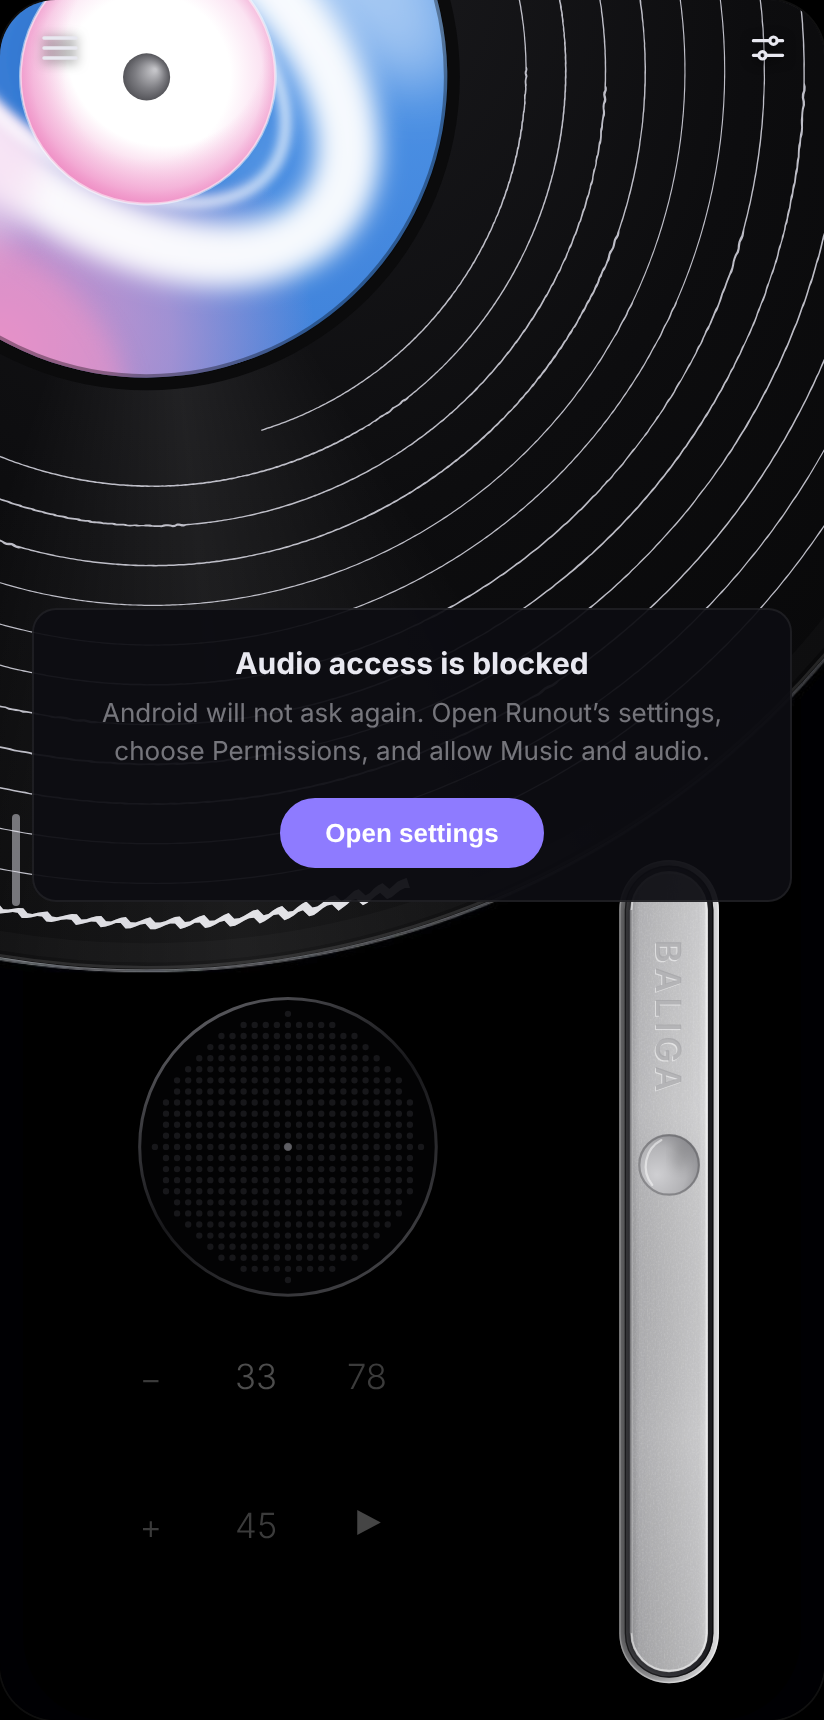 Audio access is blocked
Android will not ask again. Open Runout’s settings,
choose Permissions, and allow Music and audio.
Open settings
BALIGA
− 33 78
+ 45